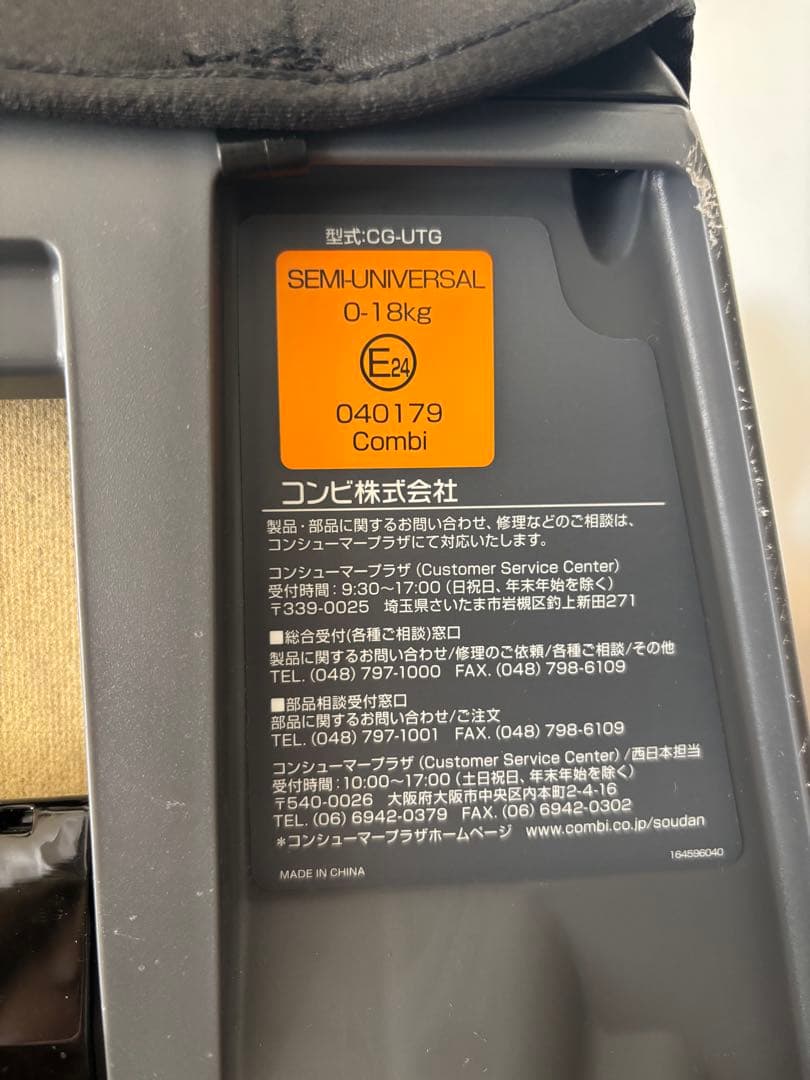 型式:CG-UTG
SEMI-UNIVERSAL
0-18kg
E24
040179
Combi
コンビ株式会社
製品・部品に関するお問い合わせ、修理などのご相談は、
コンシューマープラザにて対応いたします。
コンシューマープラザ (Customer Service Center)
受付時間：9:30〜17:00 (日祝日、年末年始を除く)
〒339-0025 埼玉県さいたま市岩槻区釣上新田271
■総合受付(各種ご相談)窓口
製品に関するお問い合わせ/修理のご依頼/各種ご相談/その他
TEL. (048) 797-1000 FAX. (048) 798-6109
■部品相談受付窓口
部品に関するお問い合わせ/ご注文
TEL. (048) 797-1001 FAX. (048) 798-6109
コンシューマープラザ (Customer Service Center) /西日本担当
受付時間：10:00〜17:00 (土日祝日、年末年始を除く)
〒540-0026 大阪府大阪市中央区内本町2-4-16
TEL. (06) 6942-0379 FAX. (06) 6942-0302
＊コンシューマープラザホームページ www.combi.co.jp/soudan
164596040
MADE IN CHINA